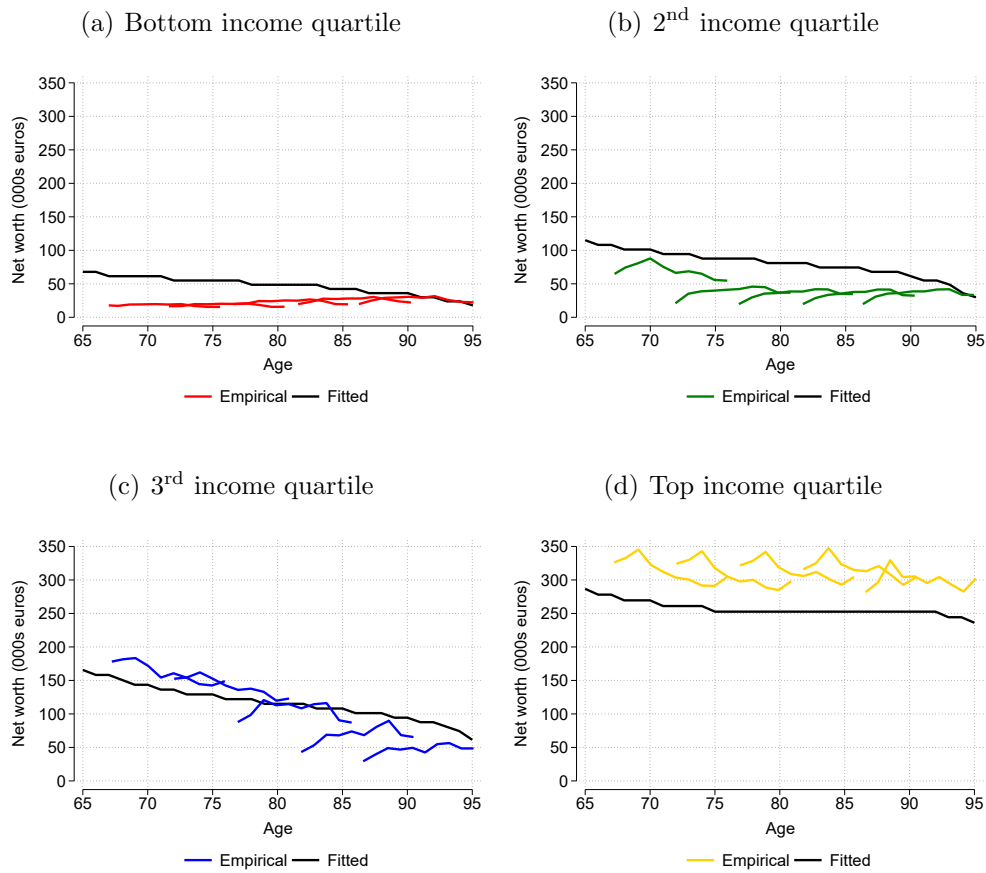 (a) Bottom income quartile
Net worth (000s euros)
350
300
250
200
150
100
50
0
65 70 75 80 85 90 95
Age
Empirical Fitted
(b) 2nd income quartile
Net worth (000s euros)
350
300
250
200
150
100
50
0
65 70 75 80 85 90 95
Age
Empirical Fitted
(c) 3rd income quartile
Net worth (000s euros)
350
300
250
200
150
100
50
0
65 70 75 80 85 90 95
Age
Empirical Fitted
(d) Top income quartile
Net worth (000s euros)
350
300
250
200
150
100
50
0
65 70 75 80 85 90 95
Age
Empirical Fitted